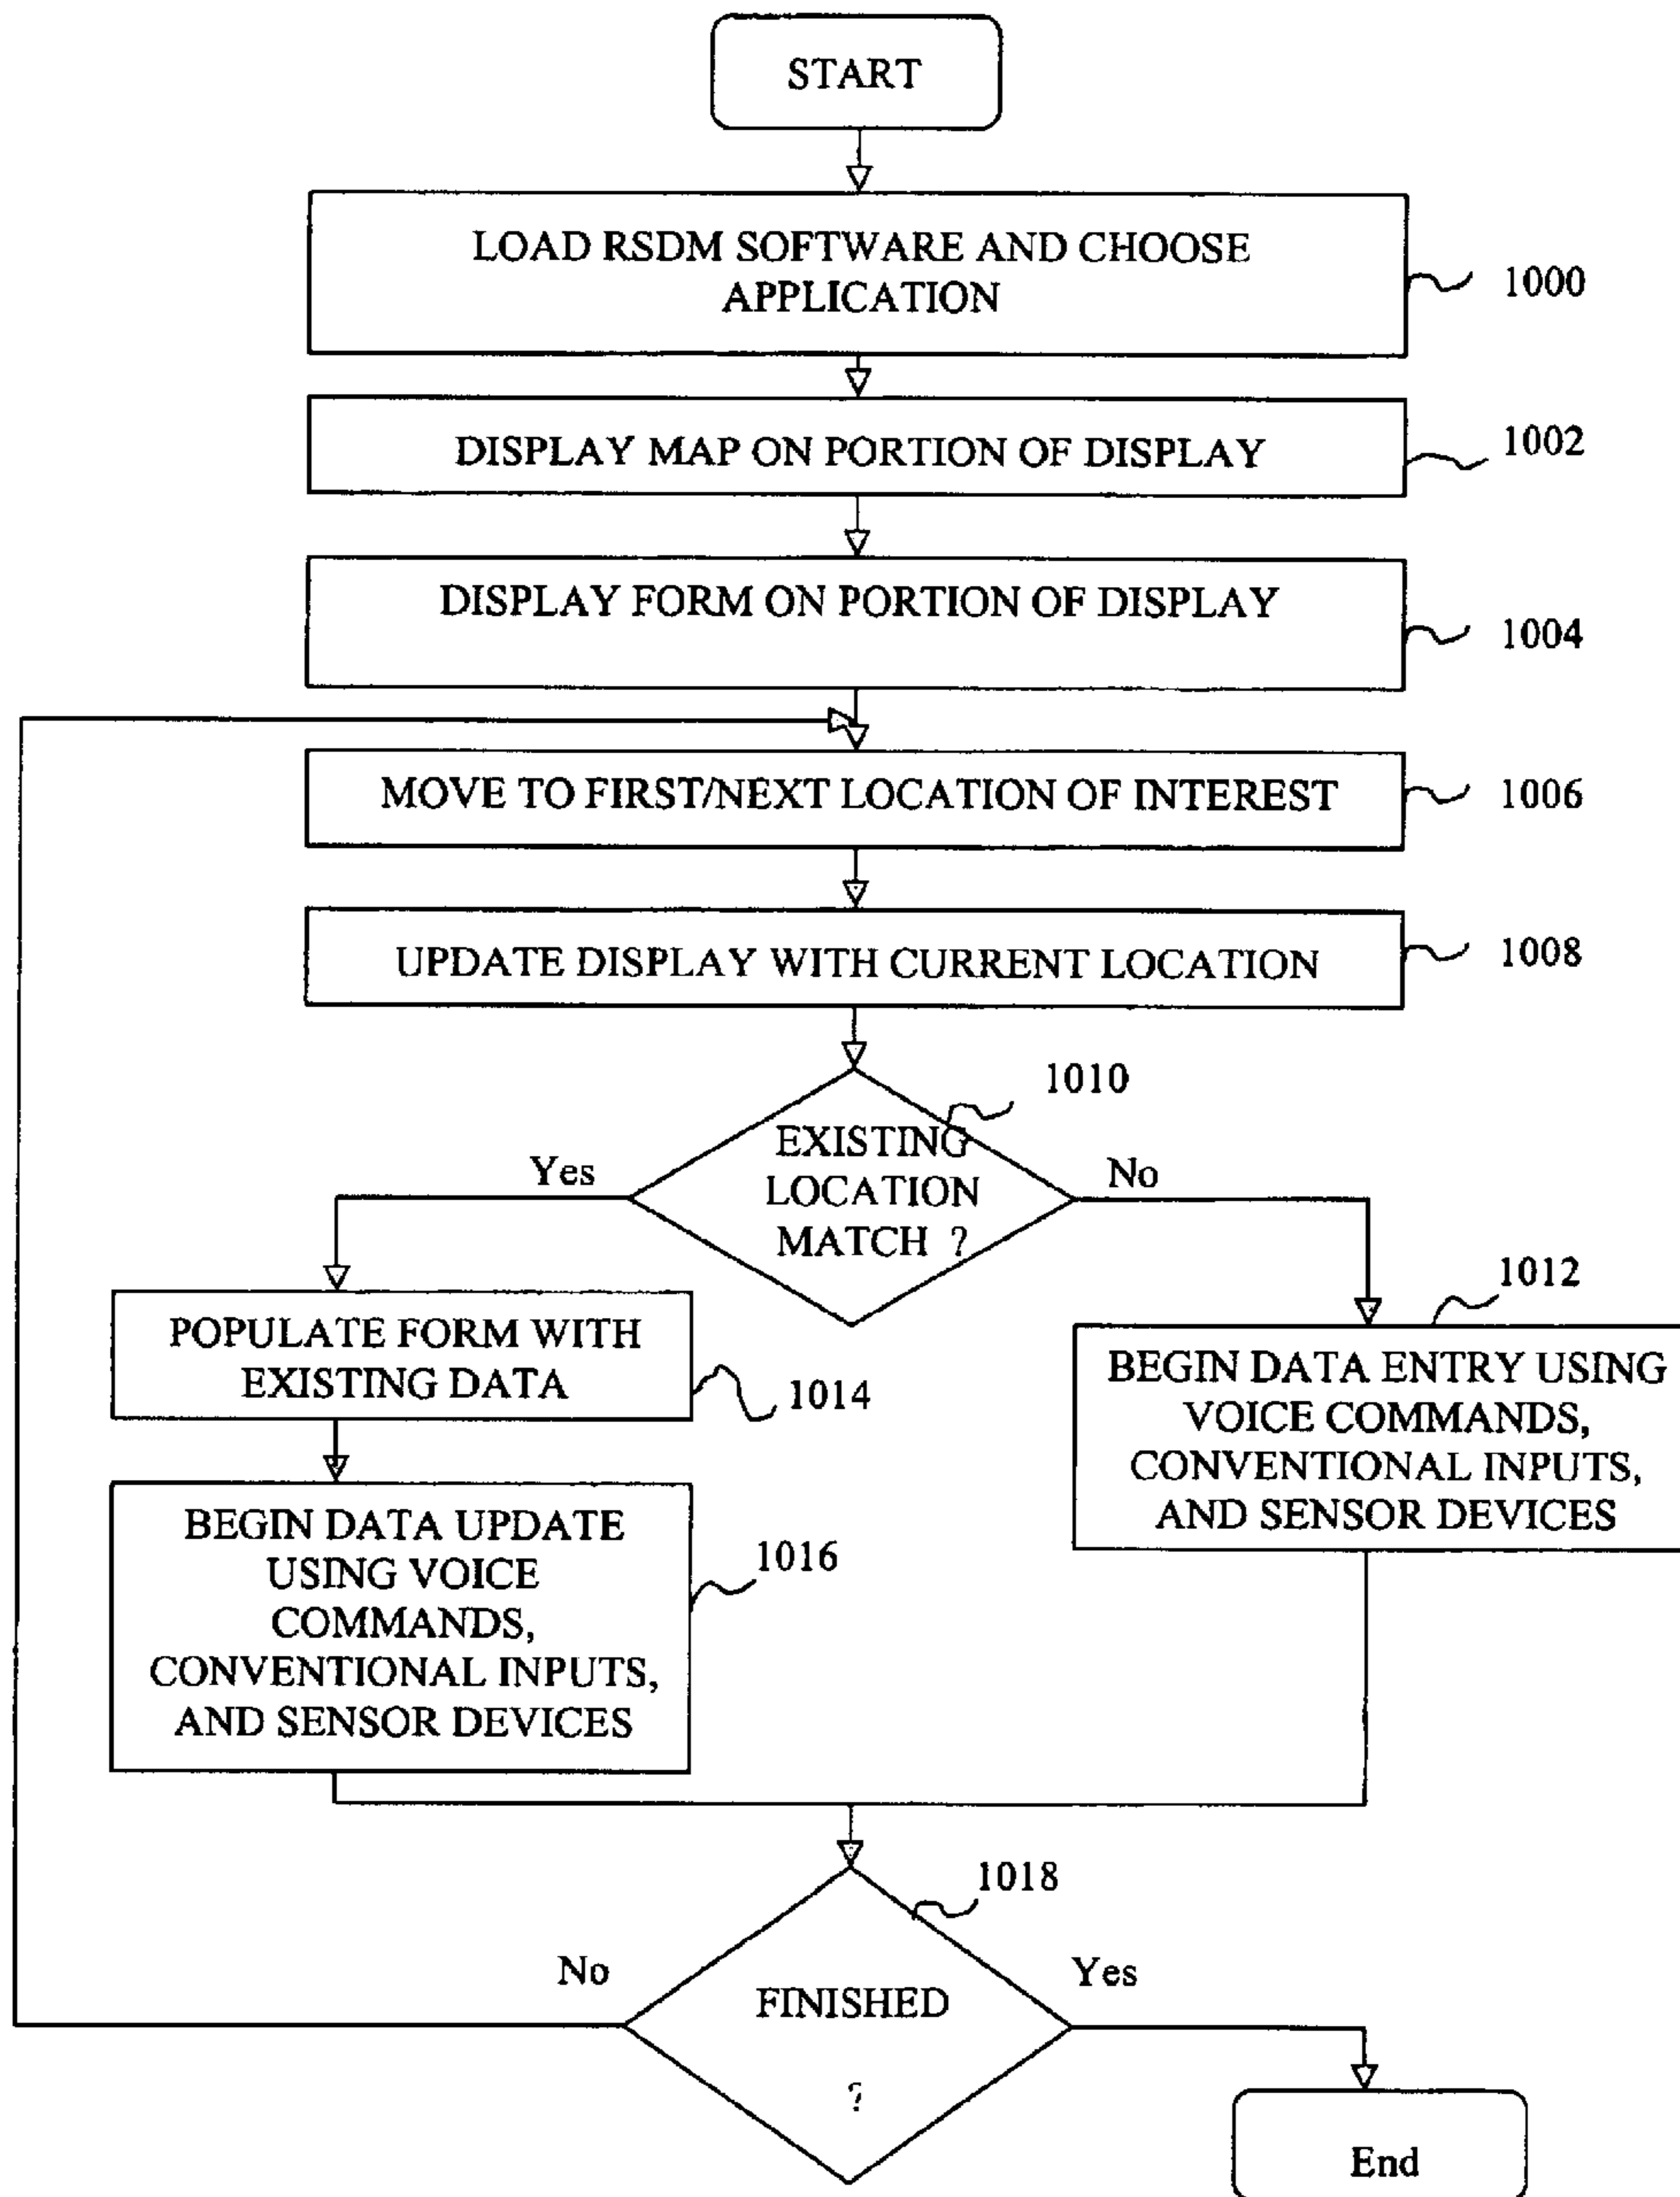 START
LOAD RSDM SOFTWARE AND CHOOSE
APPLICATION
1000
DISPLAY MAP ON PORTION OF DISPLAY
1002
DISPLAY FORM ON PORTION OF DISPLAY
1004
MOVE TO FIRST/NEXT LOCATION OF INTEREST
1006
UPDATE DISPLAY WITH CURRENT LOCATION
1008
1010
EXISTING
LOCATION
MATCH ?
Yes
No
POPULATE FORM WITH
EXISTING DATA
1014
1012
BEGIN DATA ENTRY USING
VOICE COMMANDS,
CONVENTIONAL INPUTS,
AND SENSOR DEVICES
BEGIN DATA UPDATE
USING VOICE
COMMANDS,
CONVENTIONAL INPUTS,
AND SENSOR DEVICES
1016
1018
No
Yes
FINISHED
?
End